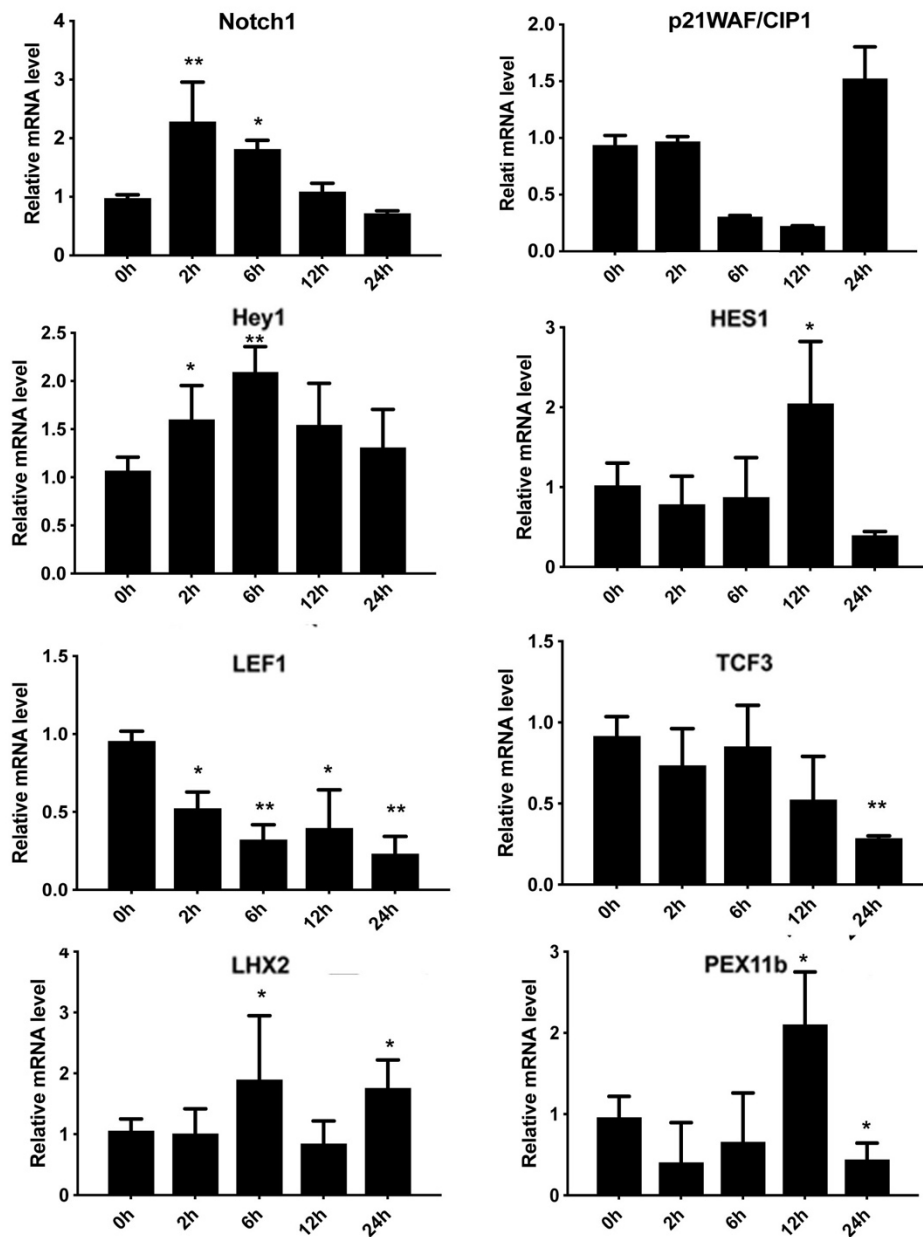 Notch1
Relative mRNA level
4
3
2
1
0
**
*
0h
2h
6h
12h
24h
p21WAF/CIP1
Relati mRNA level
2.0
1.5
1.0
0.5
0.0
0h
2h
6h
12h
24h
Hey1
Relative mRNA level
2.5
2.0
1.5
1.0
0.5
0.0
*
**
0h
2h
6h
12h
24h
HES1
Relative mRNA level
3
2
1
0
*
0h
2h
6h
12h
24h
LEF1
Relative mRNA level
1.5
1.0
0.5
0.0
*
**
*
**
0h
2h
6h
12h
24h
TCF3
Relative mRNA level
1.5
1.0
0.5
0.0
**
0h
2h
6h
12h
24h
LHX2
Relative mRNA level
4
3
2
1
0
*
*
0h
2h
6h
12h
24h
PEX11b
Relative mRNA level
3
2
1
0
*
*
0h
2h
6h
12h
24h